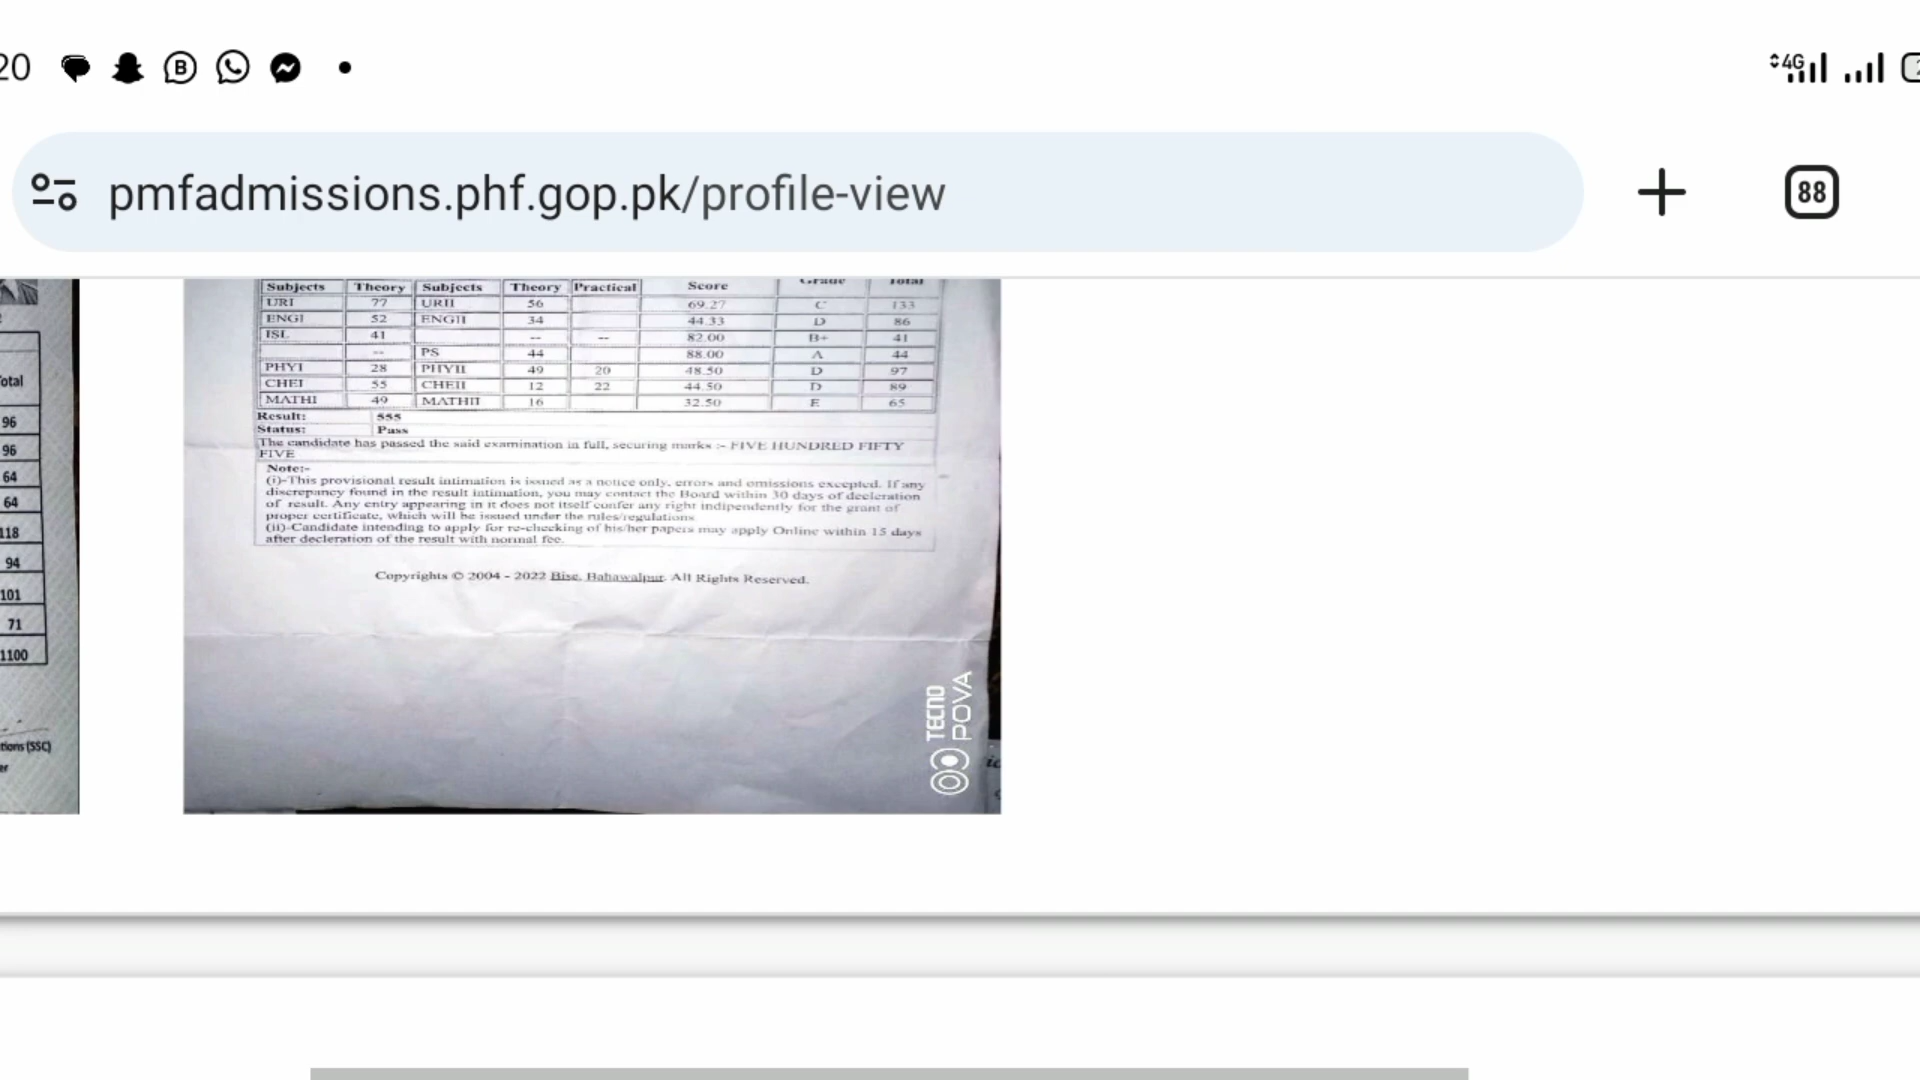 20
4G
pmfadmissions.phf.gop.pk/profile-view
88
Subjects Theory Subjects Theory Practical Score Grade Total
URI 77 URII 56 69.27 C 133
ENGI 52 ENGII 34 44.33 D 86
ISL 41 -- -- 82.00 B+ 41
-- PS 44 88.00 A 44
PHYI 28 PHYII 49 20 48.50 D 97
CHEI 55 CHEII 12 22 44.50 D 89
MATHI 49 MATHII 16 32.50 E 65
Result: 555
Status: Pass
The candidate has passed the said examination in full, securing marks :- FIVE HUNDRED FIFTY
FIVE
Note:-
(i)-This provisional result intimation is issued as a notice only, errors and omissions excepted. If any
discrepancy found in the result intimation, you may contact the Board within 30 days of decleration
of result. Any entry appearing in it does not itself confer any right indipendently for the grant of
proper certificate, which will be issued under the rules/regulations
(ii)-Candidate intending to apply for re-checking of his/her papers may apply Online within 15 days
after decleration of the result with normal fee.
Copyrights © 2004 - 2022 Bise, Bahawalpur. All Rights Reserved.
TECNO
POVA
otal
96
96
64
64
118
94
101
71
1100
tions (SSC)
er